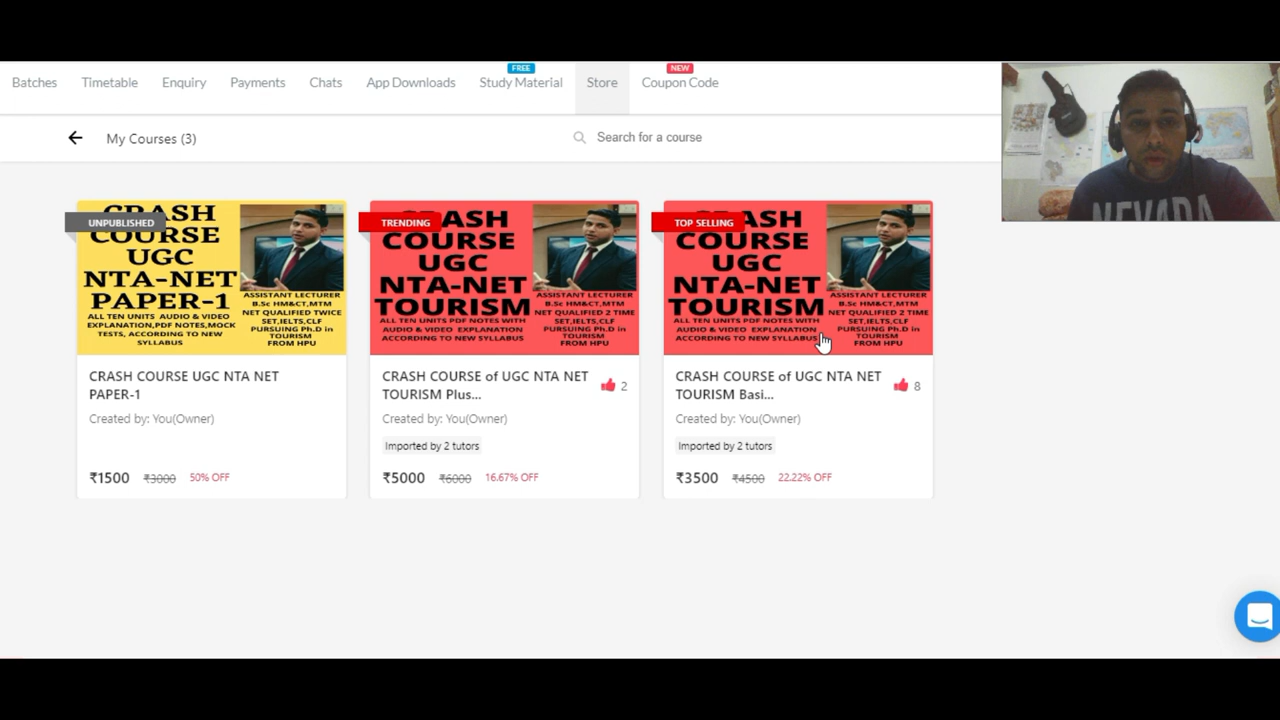 FREE
NEW
Batches Timetable Enquiry Payments Chats App Downloads Study Material Store Coupon Code
My Courses (3)
Search for a course
UNPUBLISHED
CRASH
COURSE
UGC
NTA-NET
PAPER-1
ALL TEN UNITS AUDIO & VIDEO
EXPLANATION,PDF NOTES,MOCK
TESTS, ACCORDING TO NEW
SYLLABUS
ASSISTANT LECTURER
B.Sc HM&CT,MTM
NET QUALIFIED TWICE
SET,IELTS,CLF
PURSUING Ph.D in
TOURISM
FROM HPU
CRASH COURSE UGC NTA NET
PAPER-1
Created by: You(Owner)
₹1500 ₹3000 50% OFF
TRENDING
CRASH
COURSE
UGC
NTA-NET
TOURISM
ALL TEN UNITS PDF NOTES WITH
AUDIO & VIDEO EXPLANATION
ACCORDING TO NEW SYLLABUS
ASSISTANT LECTURER
B.Sc HM&CT,MTM
NET QUALIFIED 2 TIME
SET,IELTS,CLF
PURSUING Ph.D in
TOURISM
FROM HPU
CRASH COURSE of UGC NTA NET
TOURISM Plus...
2
Created by: You(Owner)
Imported by 2 tutors
₹5000 ₹6000 16.67% OFF
TOP SELLING
CRASH
COURSE
UGC
NTA-NET
TOURISM
ALL TEN UNITS PDF NOTES WITH
AUDIO & VIDEO EXPLANATION
ACCORDING TO NEW SYLLABUS
ASSISTANT LECTURER
B.Sc HM&CT,MTM
NET QUALIFIED 2 TIME
SET,IELTS,CLF
PURSUING Ph.D in
TOURISM
FROM HPU
CRASH COURSE of UGC NTA NET
TOURISM Basi...
8
Created by: You(Owner)
Imported by 2 tutors
₹3500 ₹4500 22.22% OFF
NEVADA